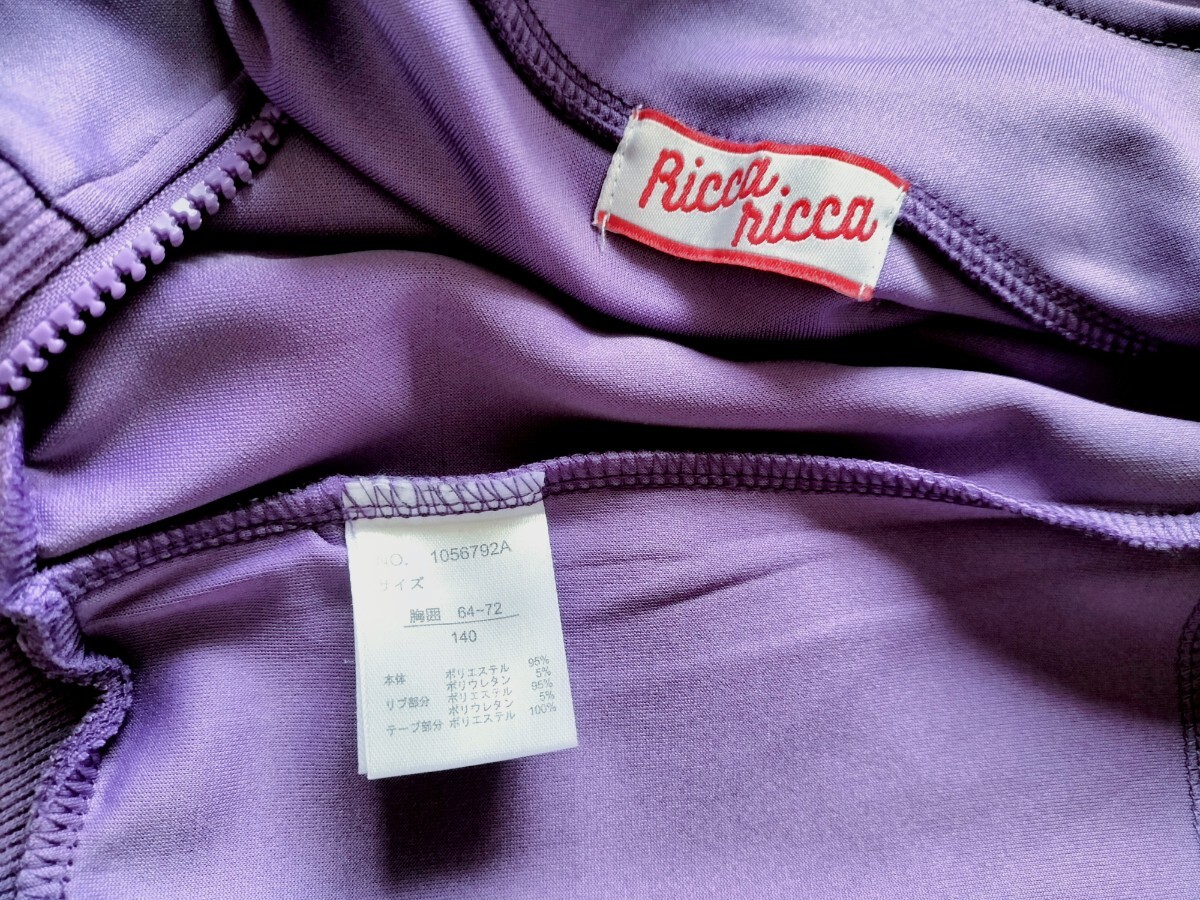 Ricca
ricca
NO. 1056792A
サイズ
胸囲 64~72
140
本体 ポリエステル 95%
ポリウレタン 5%
リブ部分 ポリエステル 95%
ポリウレタン 5%
テープ部分 ポリエステル 100%